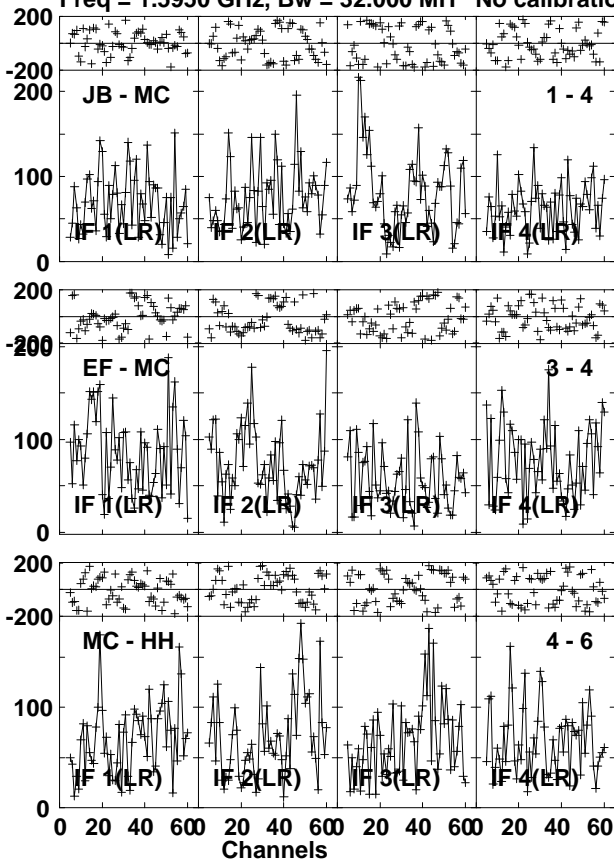 Freq = 1.5950 GHz, Bw = 32.000 MH No calibratio
200
-200
200
JB - MC
1 - 4
100
IF 1(LR)
IF 2(LR)
IF 3(LR)
IF 4(LR)
0
200
-200
200
EF - MC
3 - 4
100
IF 1(LR)
IF 2(LR)
IF 3(LR)
IF 4(LR)
0
200
-200
MC - HH
4 - 6
100
IF 1(LR)
IF 2(LR)
IF 3(LR)
IF 4(LR)
0
0 20 40 60 0 20 40 60 0 20 40 60 0 20 40 60
Channels